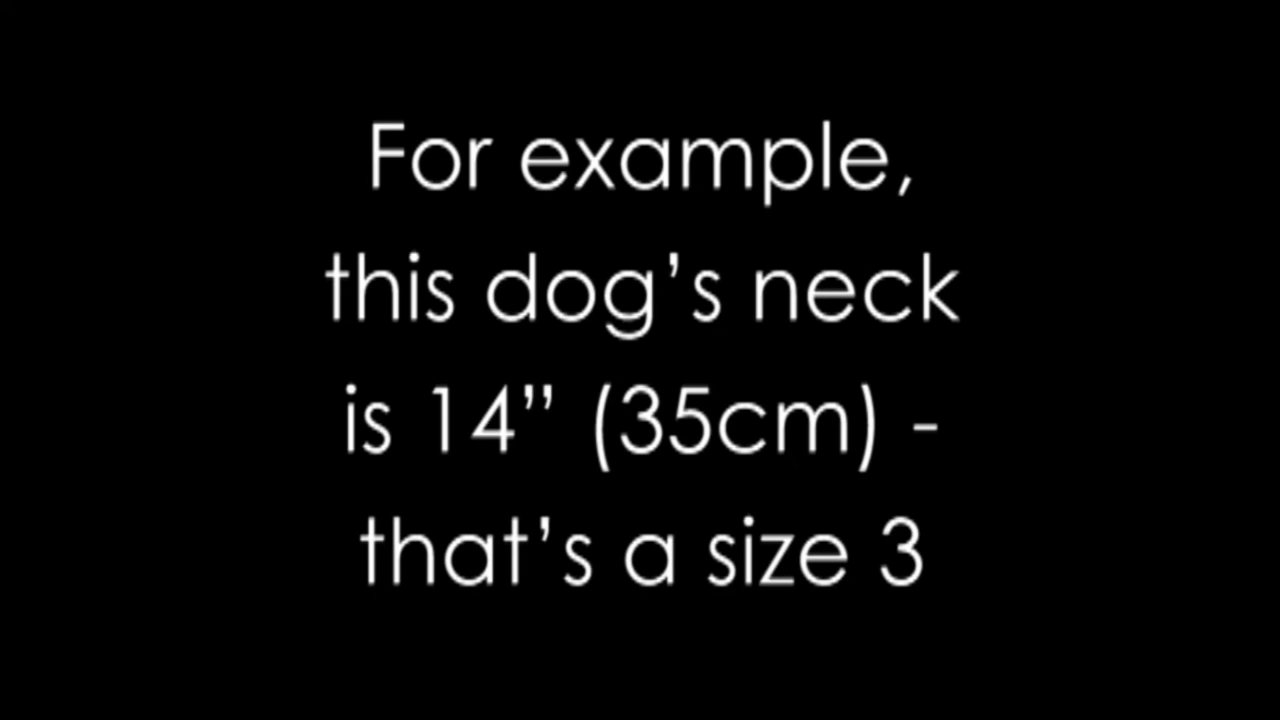 For example,
this dog’s neck
is 14” (35cm) -
that’s a size 3